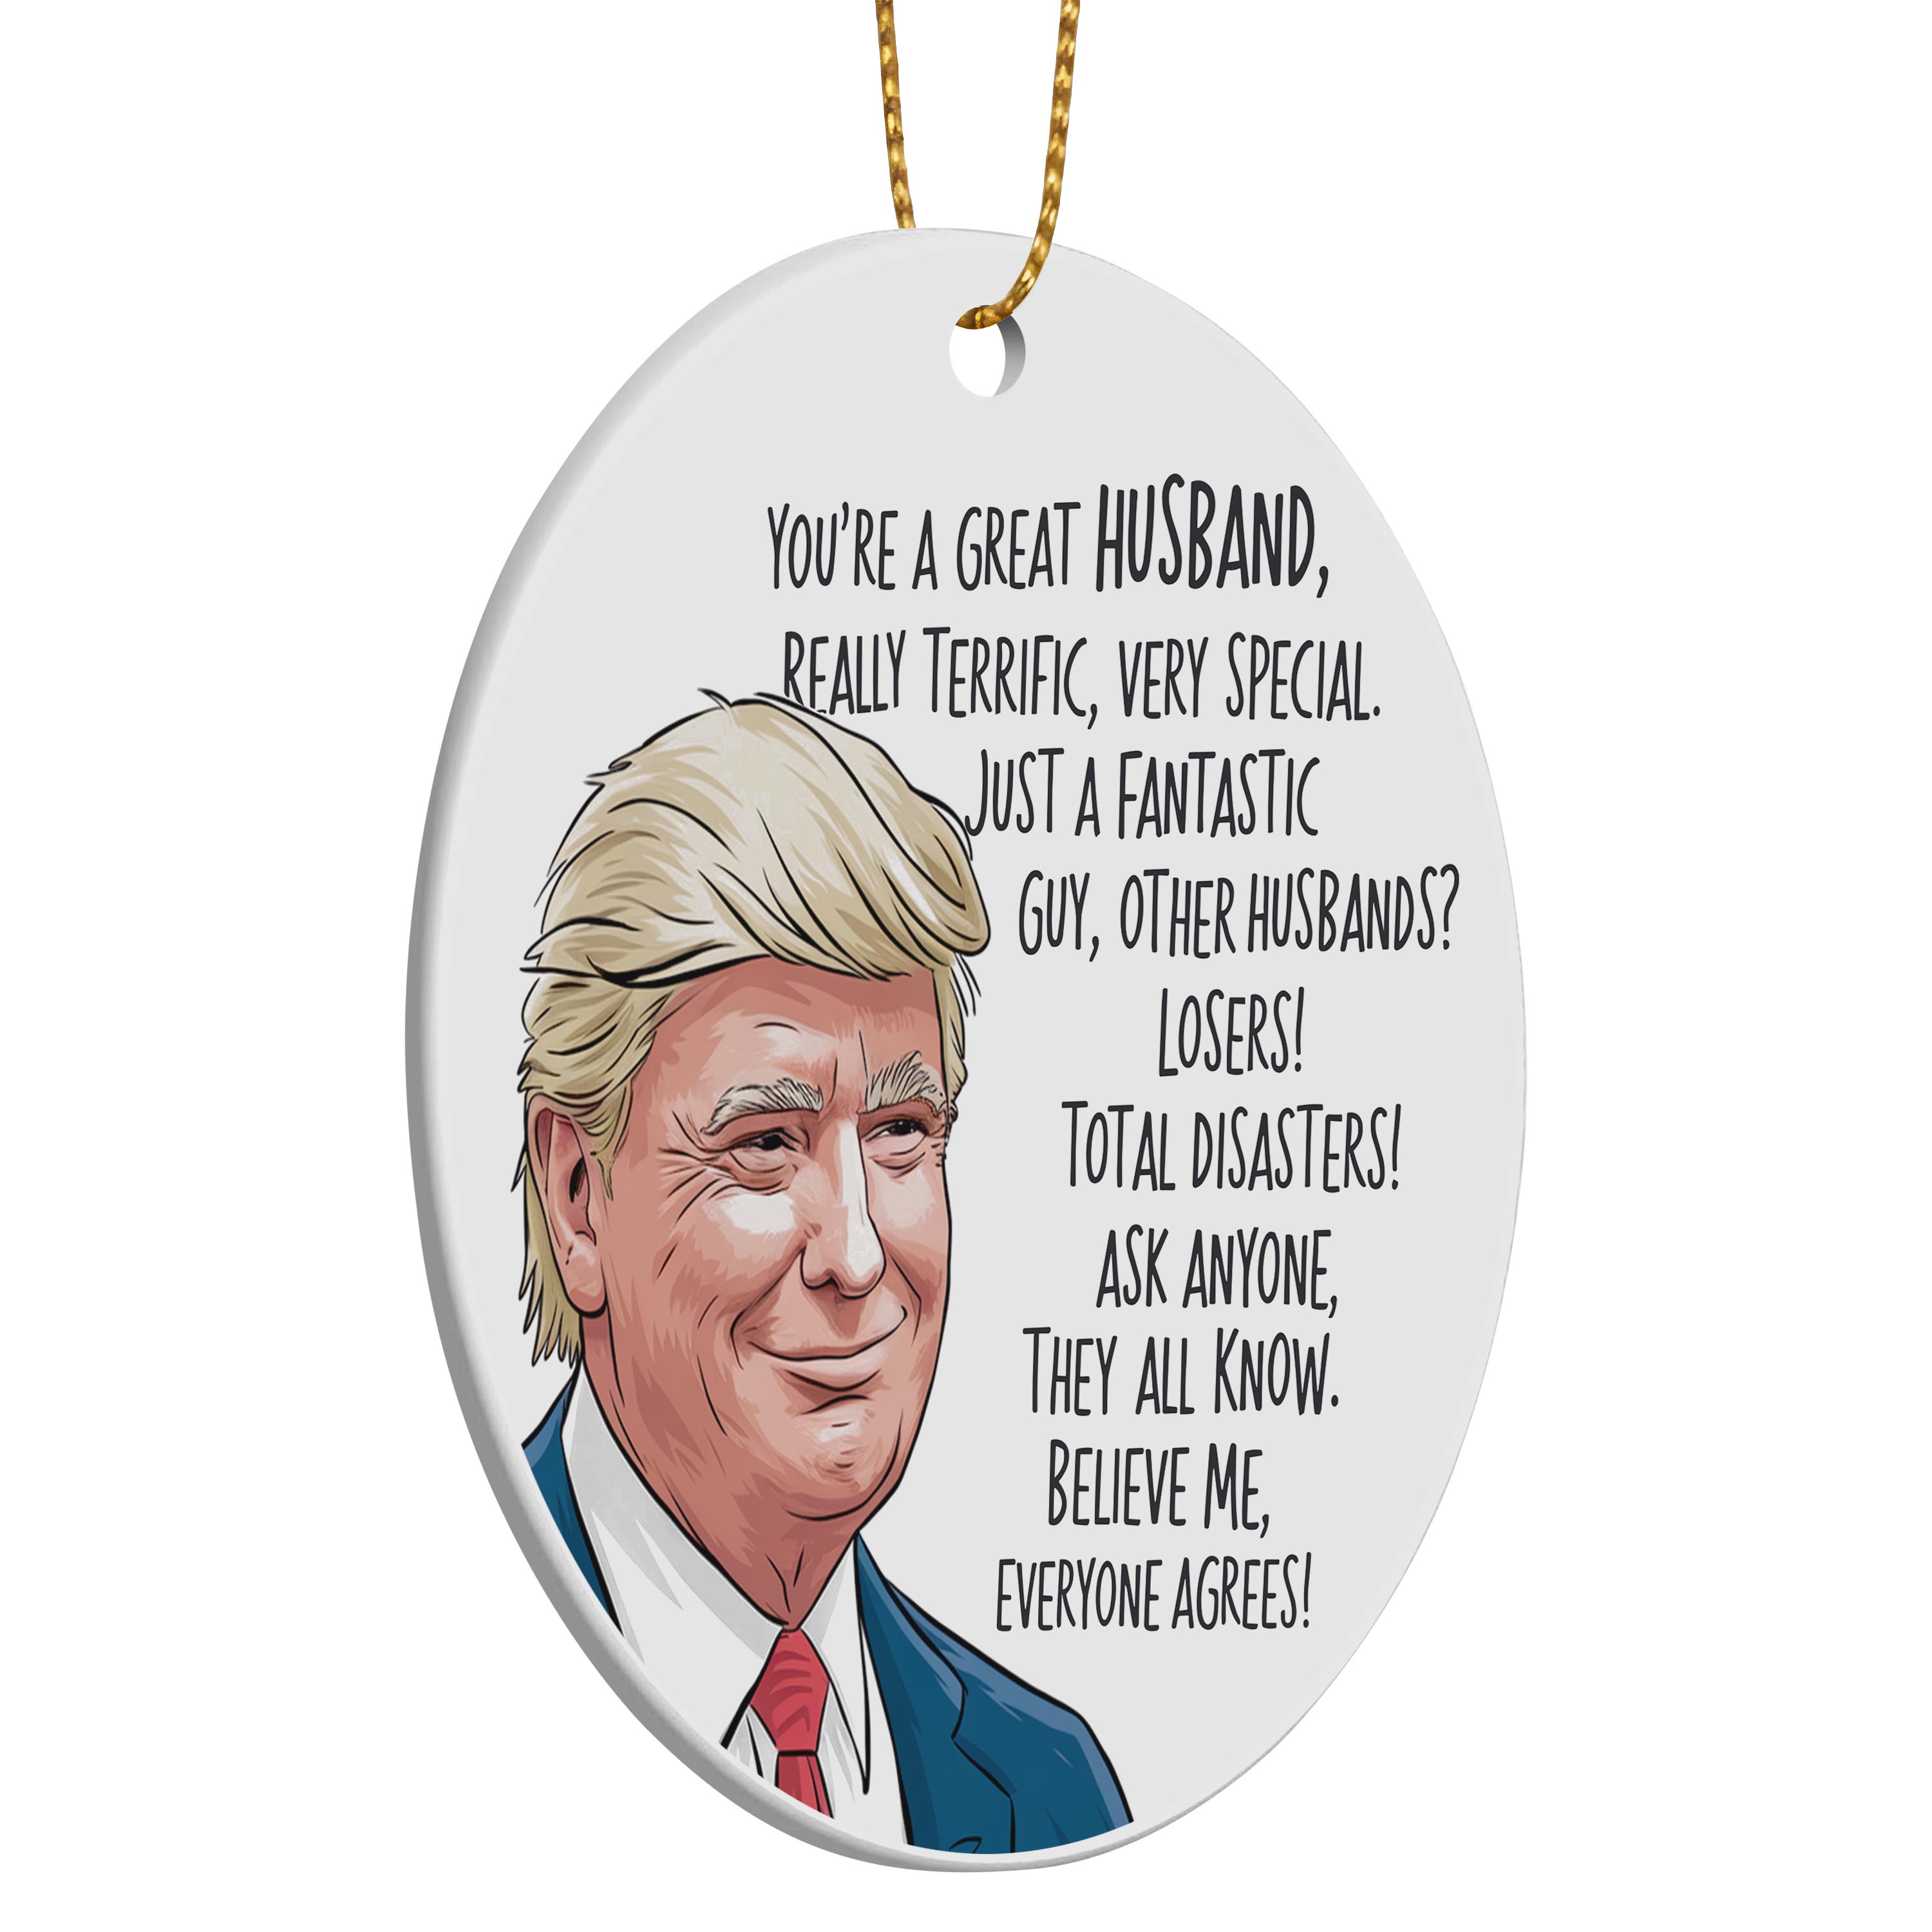 YOU'RE A GREAT HUSBAND,
REALLY TERRIFIC, VERY SPECIAL.
JUST A FANTASTIC
GUY, OTHER HUSBANDS?
LOSERS!
TOTAL DISASTERS!
ASK ANYONE,
THEY ALL KNOW.
BELIEVE ME,
EVERYONE AGREES!